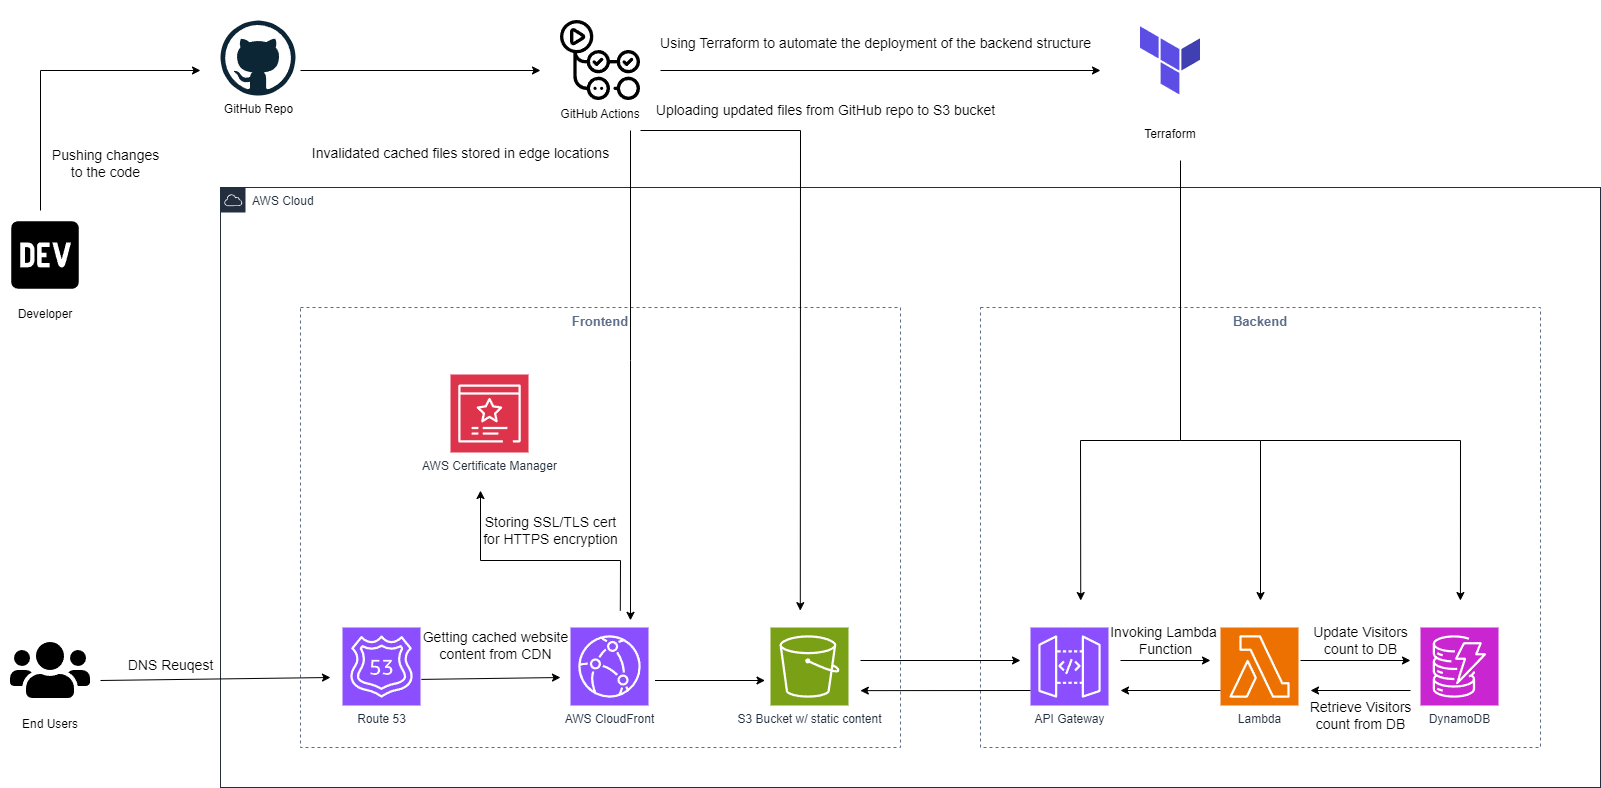 Using Terraform to automate the deployment of the backend structure
GitHub Repo
GitHub Actions
Uploading updated files from GitHub repo to S3 bucket
Terraform
Pushing changes
to the code
Invalidated cached files stored in edge locations
AWS Cloud
DEV
Developer
Frontend
Backend
AWS Certificate Manager
Storing SSL/TLS cert
for HTTPS encryption
DNS Reuqest
End Users
53
Route 53
Getting cached website
content from CDN
AWS CloudFront
S3 Bucket w/ static content
</>
API Gateway
Invoking Lambda
Function
Lambda
Update Visitors
count to DB
Retrieve Visitors
count from DB
DynamoDB